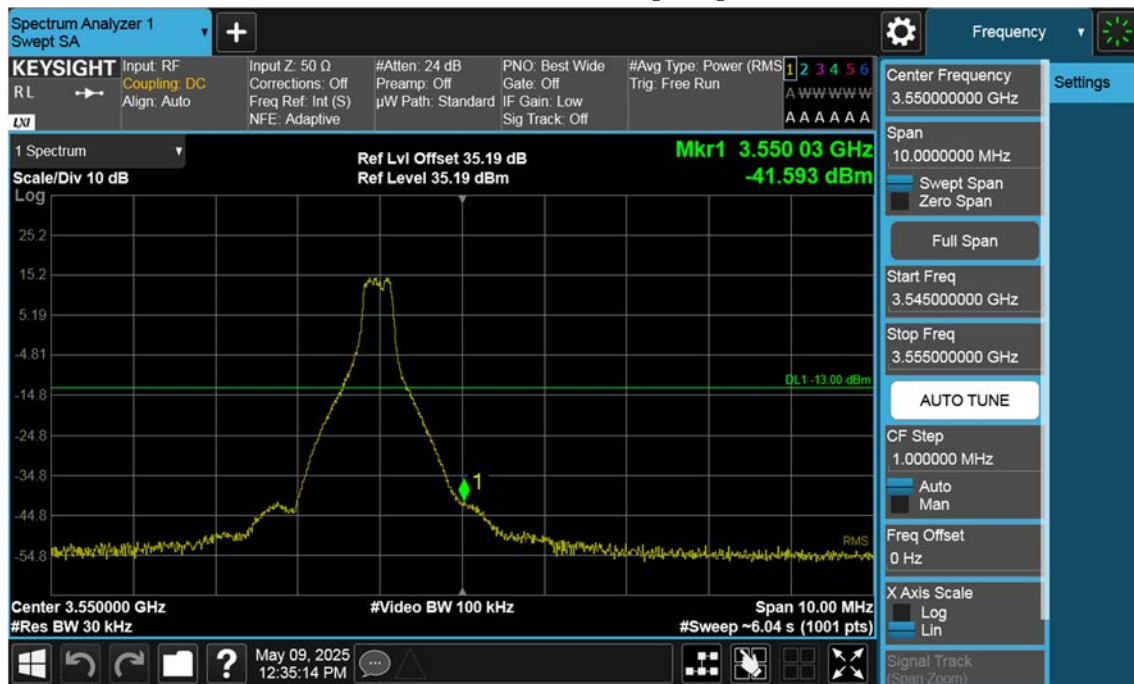 Spectrum Analyzer 1
Swept SA
Frequency
KEYSIGHT
RL
LXI
Input: RF
Coupling: DC
Align: Auto
Input Z: 50 Ω
Corrections: Off
Freq Ref: Int (S)
NFE: Adaptive
#Atten: 24 dB
Preamp: Off
µW Path: Standard
PNO: Best Wide
Gate: Off
IF Gain: Low
Sig Track: Off
#Avg Type: Power (RMS
Trig: Free Run
1 2 3 4 5 6
A W W W W W
A A A A A A
1 Spectrum
Scale/Div 10 dB
Ref Lvl Offset 35.19 dB
Ref Level 35.19 dBm
Mkr1 3.550 03 GHz
-41.593 dBm
Log
25.2
15.2
5.19
-4.81
-14.8
-24.8
-34.8
-44.8
-54.8
DL1 -13.00 dBm
1
RMS
Center 3.550000 GHz
#Res BW 30 kHz
#Video BW 100 kHz
Span 10.00 MHz
#Sweep ~6.04 s (1001 pts)
May 09, 2025
12:35:14 PM
?
Center Frequency
3.550000000 GHz
Span
10.0000000 MHz
Swept Span
Zero Span
Full Span
Start Freq
3.545000000 GHz
Stop Freq
3.555000000 GHz
AUTO TUNE
CF Step
1.000000 MHz
Auto
Man
Freq Offset
0 Hz
X Axis Scale
Log
Lin
Signal Track
(Span Zoom)
Settings